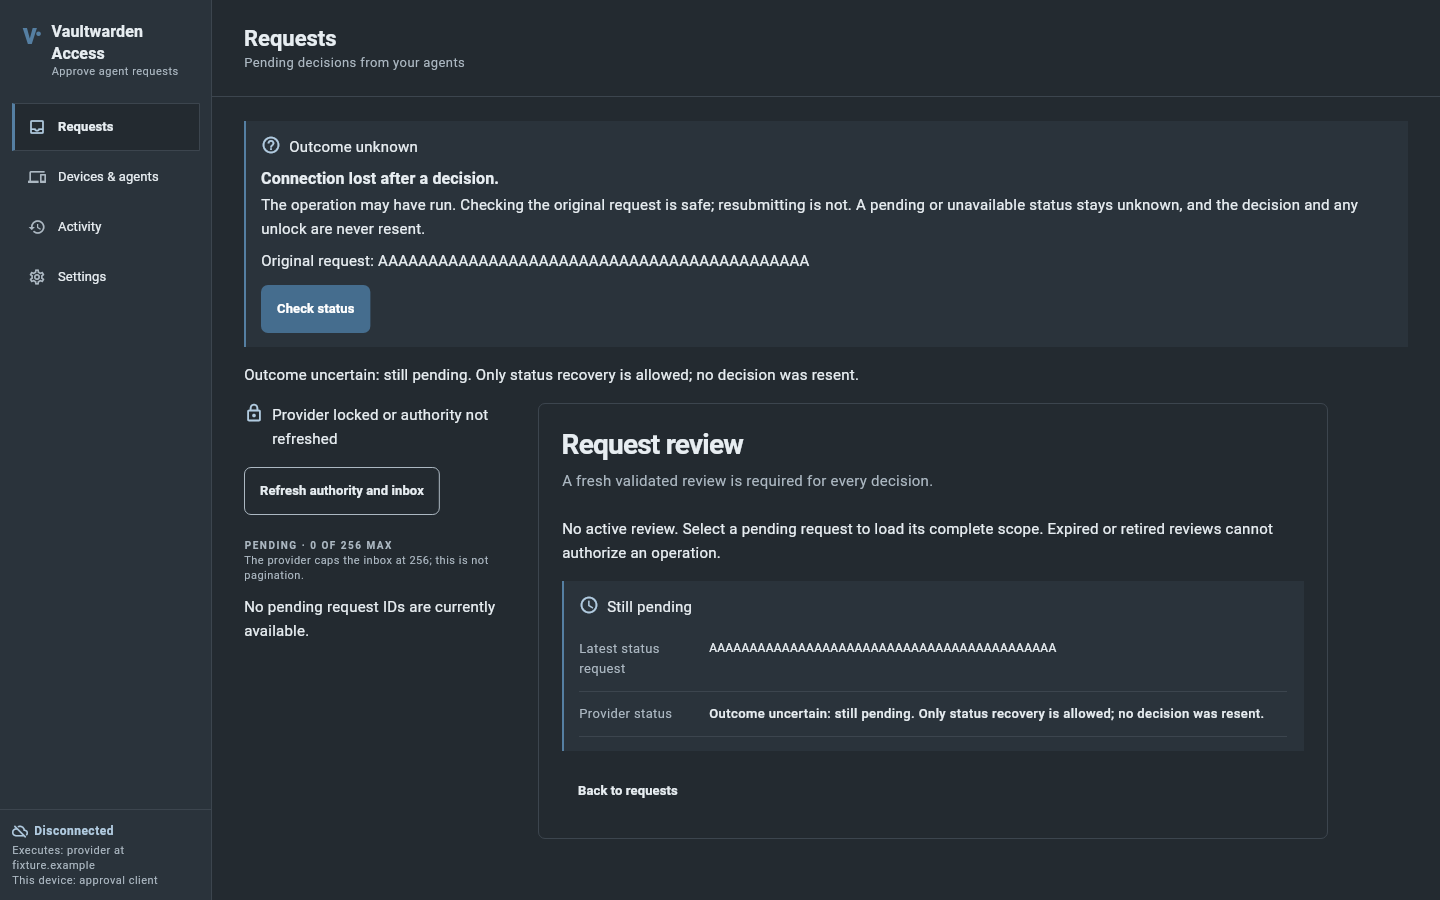 Vaultwarden
Access
Approve agent requests
Requests
Devices & agents
Activity
Settings
Disconnected
Executes: provider at
fixture.example
This device: approval client
Requests
Pending decisions from your agents
Outcome unknown
Connection lost after a decision.
The operation may have run. Checking the original request is safe; resubmitting is not. A pending or unavailable status stays unknown, and the decision and any
unlock are never resent.
Original request: AAAAAAAAAAAAAAAAAAAAAAAAAAAAAAAAAAAAAAAAAAA
Check status
Outcome uncertain: still pending. Only status recovery is allowed; no decision was resent.
Provider locked or authority not
refreshed
Refresh authority and inbox
PENDING · 0 OF 256 MAX
The provider caps the inbox at 256; this is not
pagination.
No pending request IDs are currently
available.
Request review
A fresh validated review is required for every decision.
No active review. Select a pending request to load its complete scope. Expired or retired reviews cannot
authorize an operation.
Still pending
Latest status
request
AAAAAAAAAAAAAAAAAAAAAAAAAAAAAAAAAAAAAAAAAAA
Provider status
Outcome uncertain: still pending. Only status recovery is allowed; no decision was resent.
Back to requests